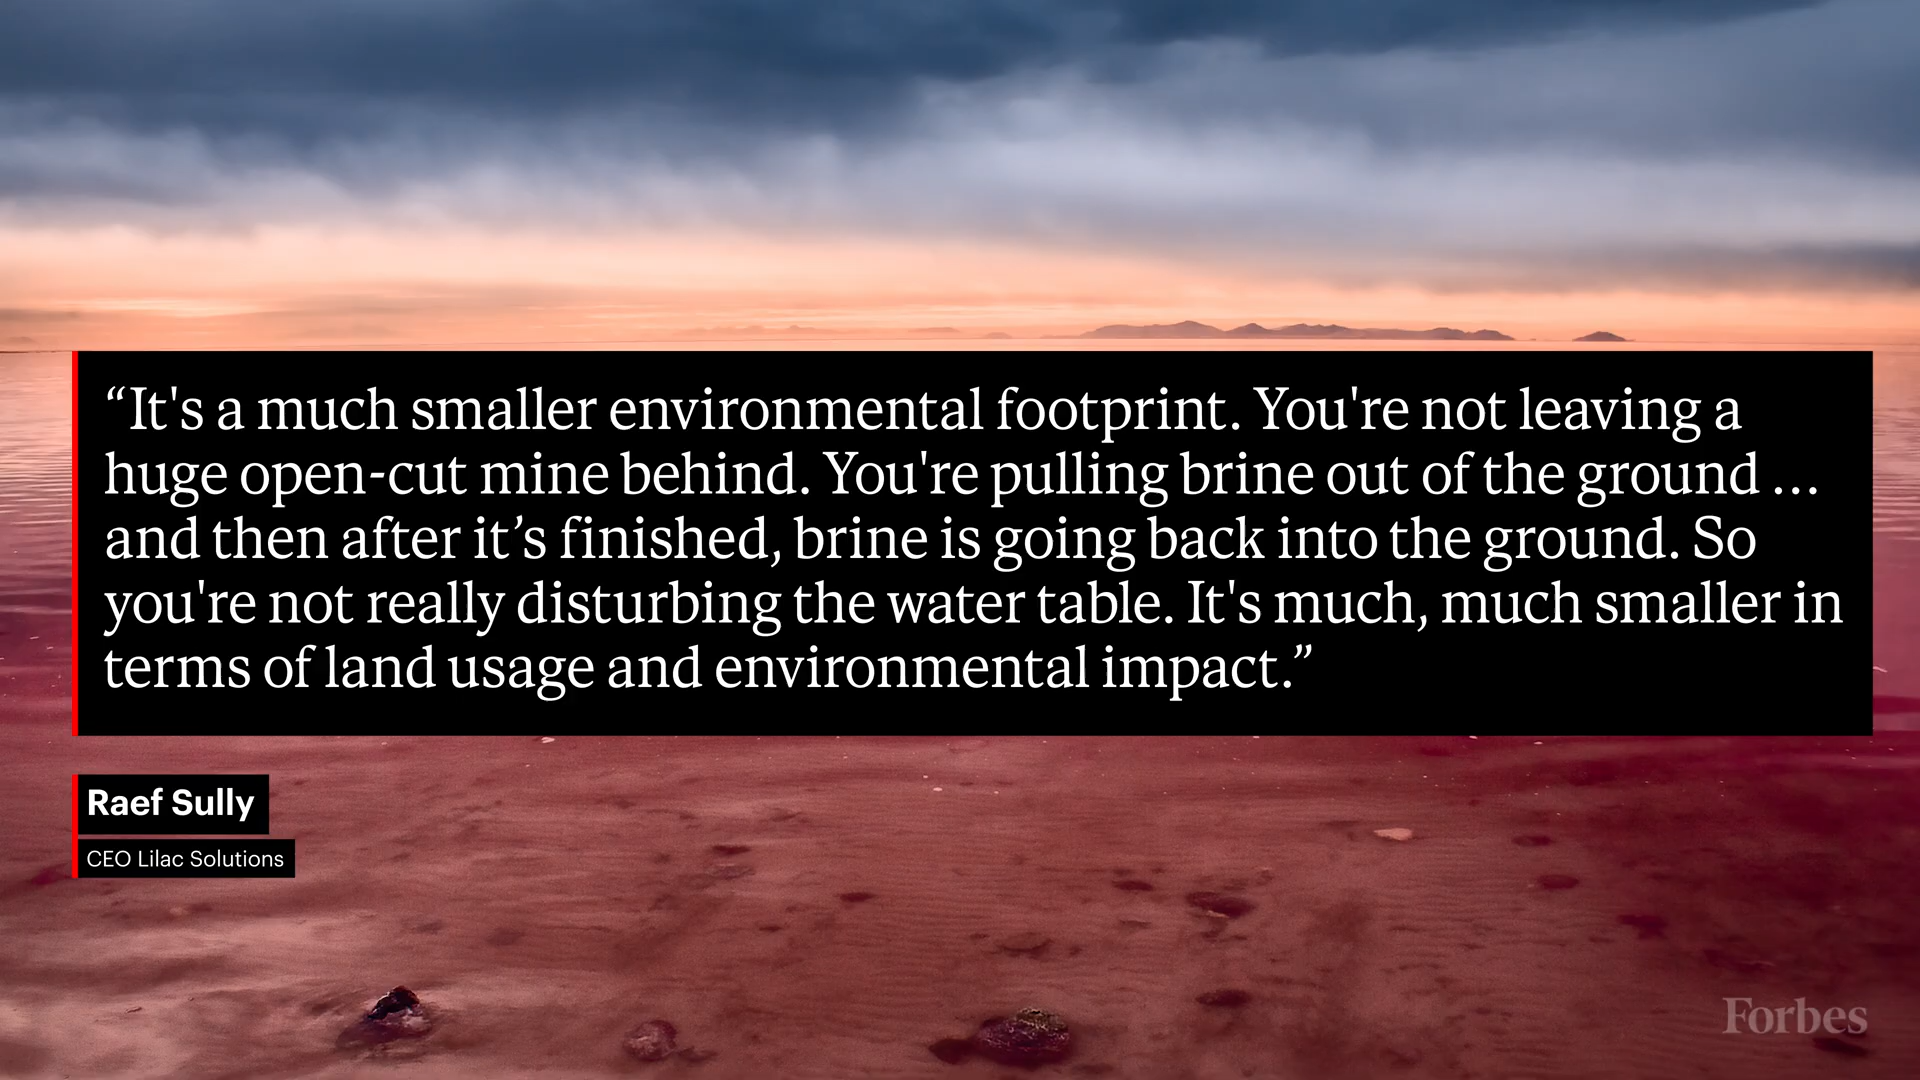 “It's a much smaller environmental footprint. You're not leaving a
huge open-cut mine behind. You're pulling brine out of the ground ...
and then after it’s finished, brine is going back into the ground. So
you're not really disturbing the water table. It's much, much smaller in
terms of land usage and environmental impact.”
Raef Sully
CEO Lilac Solutions
Forbes